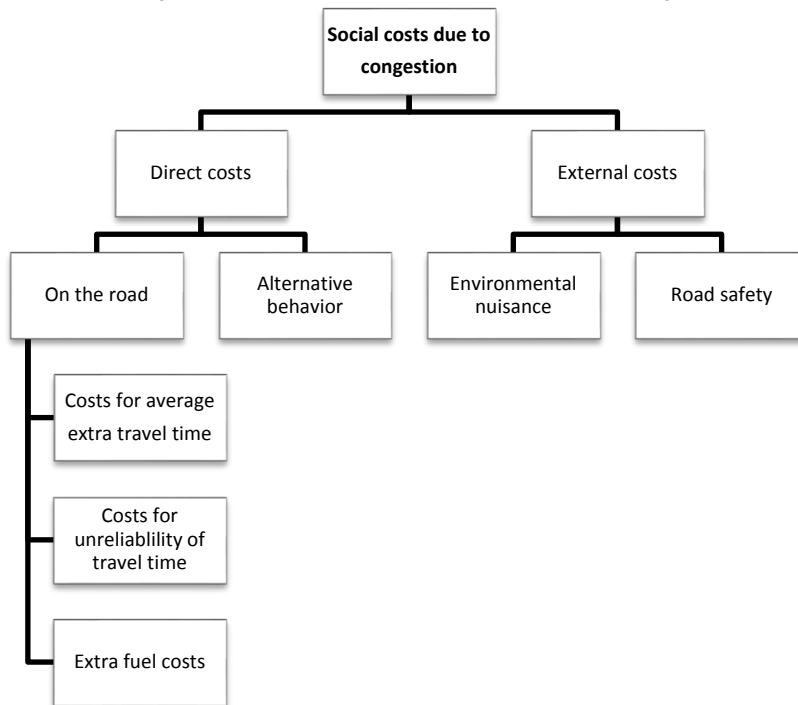 Social costs due to
congestion
Direct costs
External costs
On the road
Alternative
behavior
Environmental
nuisance
Road safety
Costs for average
extra travel time
Costs for
unreliablility of
travel time
Extra fuel costs